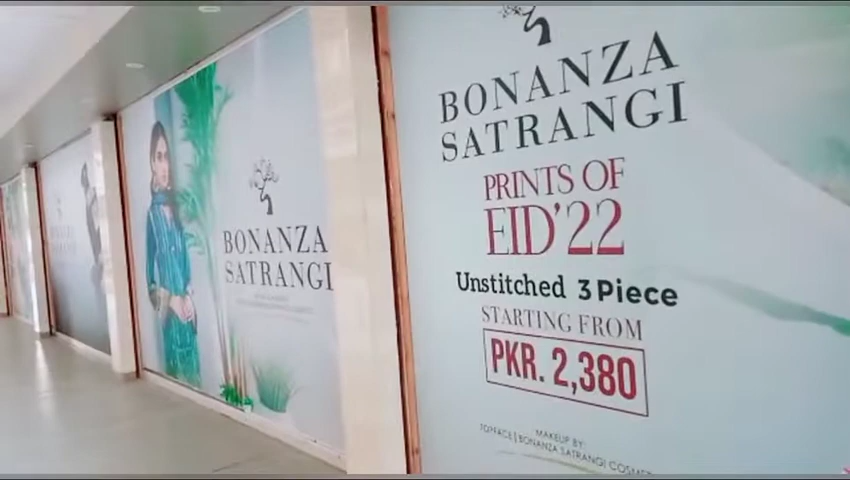 BONANZA
SATRANGI
BONANZA
SATRANGI
PRINTS OF
EID'22
Unstitched 3 Piece
STARTING FROM
PKR. 2,380
MAKEUP BY:
BONANZA SATRANGI